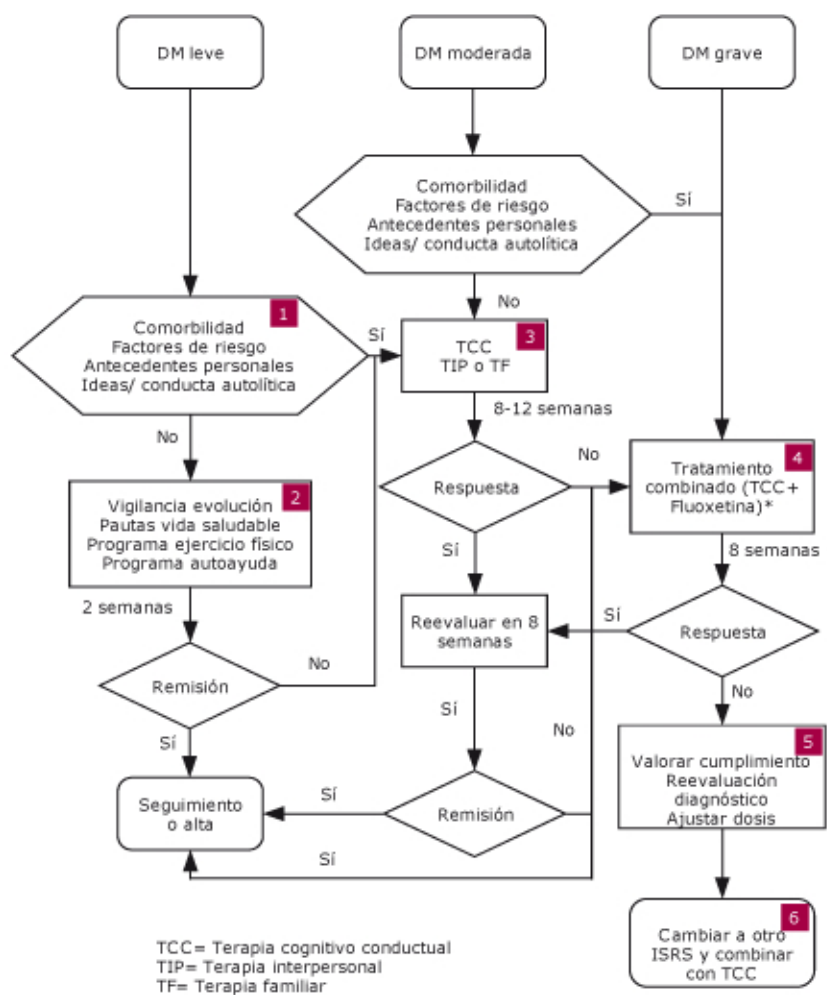 DM leve
DM moderada
DM grave
Comorbilidad
Factores de riesgo
Antecedentes personales
Ideas/ conducta autolítica
Sí
No
1
Comorbilidad
Factores de riesgo
Antecedentes personales
Ideas/ conducta autolítica
Sí
No
3
TCC
TIP o TF
8-12 semanas
2
Vigilancia evolución
Pautas vida saludable
Programa ejercicio físico
Programa autoayuda
2 semanas
Respuesta
No
Sí
4
Tratamiento
combinado (TCC+
Fluoxetina)*
8 semanas
Remisión
No
Sí
Reevaluar en 8
semanas
Sí
Respuesta
Sí
No
No
5
Valorar cumplimiento
Reevaluación
diagnóstico
Ajustar dosis
Seguimiento
o alta
Sí
Remisión
Sí
6
Cambiar a otro
ISRS y combinar
con TCC
TCC= Terapia cognitivo conductual
TIP= Terapia interpersonal
TF= Terapia familiar